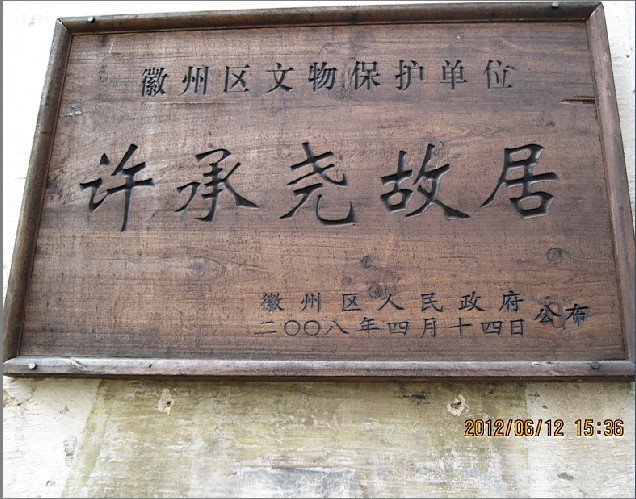 徽州区文物保护单位
许承尧故居
徽州区人民政府
二〇〇八年四月十四日 公布
2012/06/12 15:36